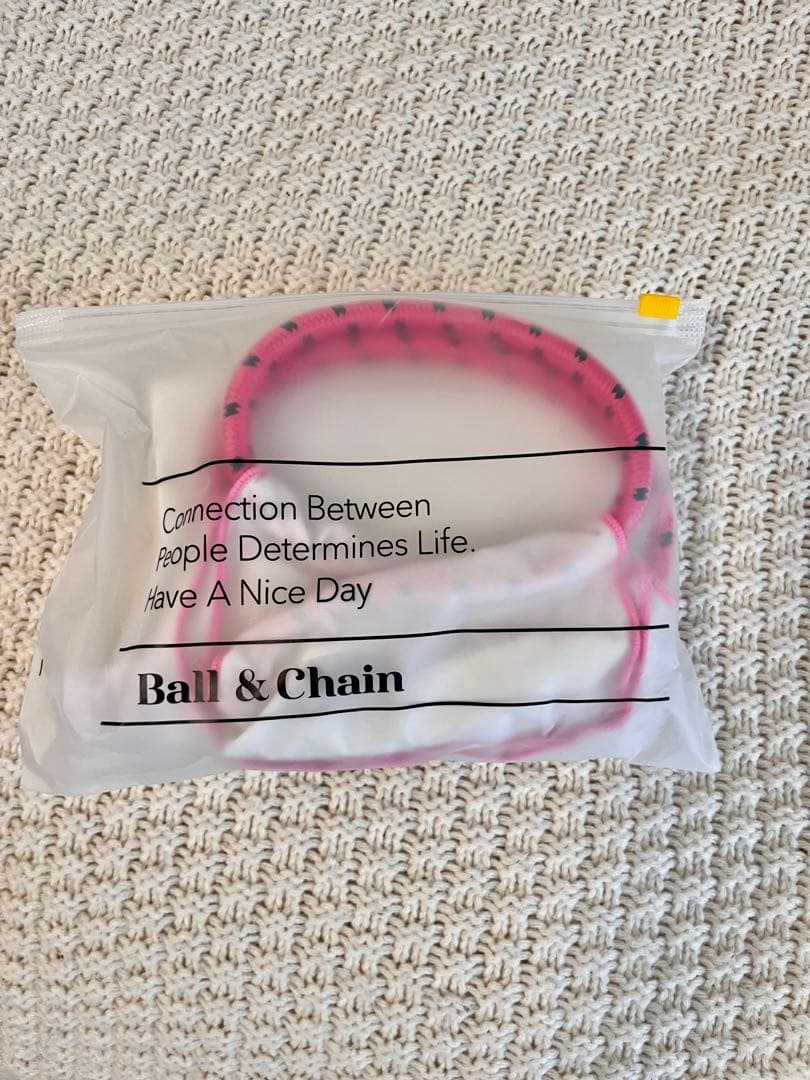 Connection Between
People Determines Life.
Have A Nice Day
Ball & Chain